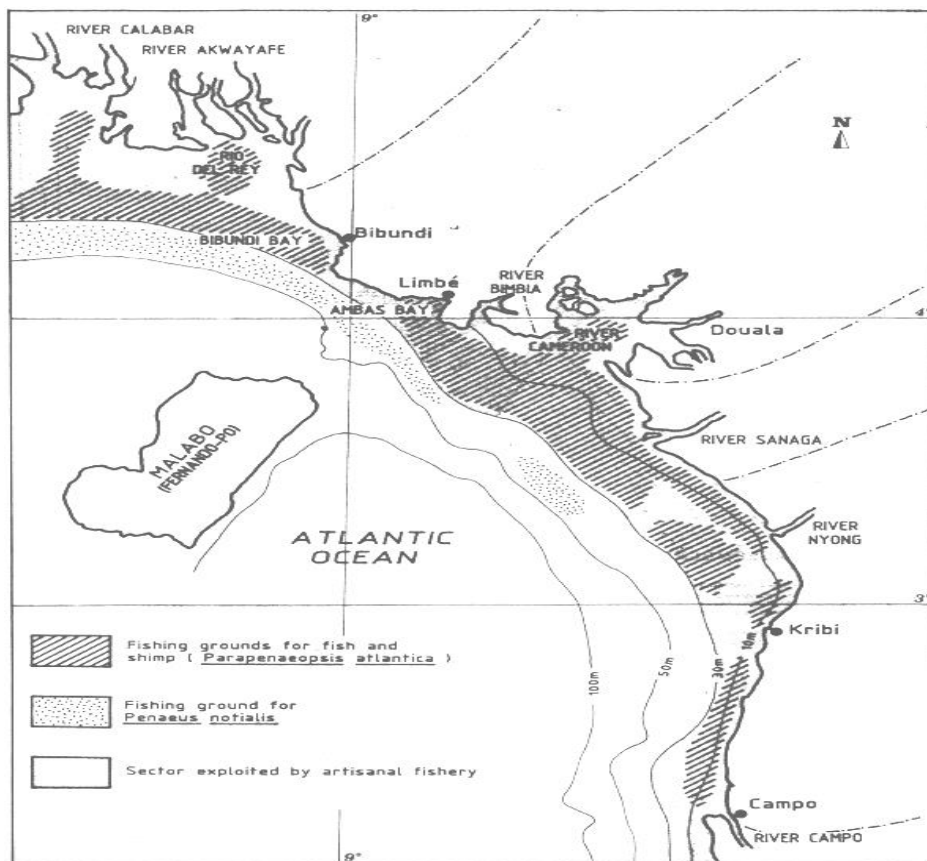 9°
RIVER CALABAR
RIVER AKWAYAFE
N
RIO
DEL REY
BIBUNDI BAY
Bibundi
Limbé
RIVER
BIMBIA
AMBAS BAY
4°
Douala
RIVER
CAMEROON
MALABO
(FERNANDO-PO)
RIVER SANAGA
ATLANTIC
OCEAN
RIVER
NYONG
3°
Kribi
10m
30m
50m
100m
Fishing grounds for fish and
shimp ( Parapenaeopsis atlantica )
Fishing ground for
Penaeus notialis
Sector exploited by artisanal fishery
Campo
RIVER CAMPO
9°